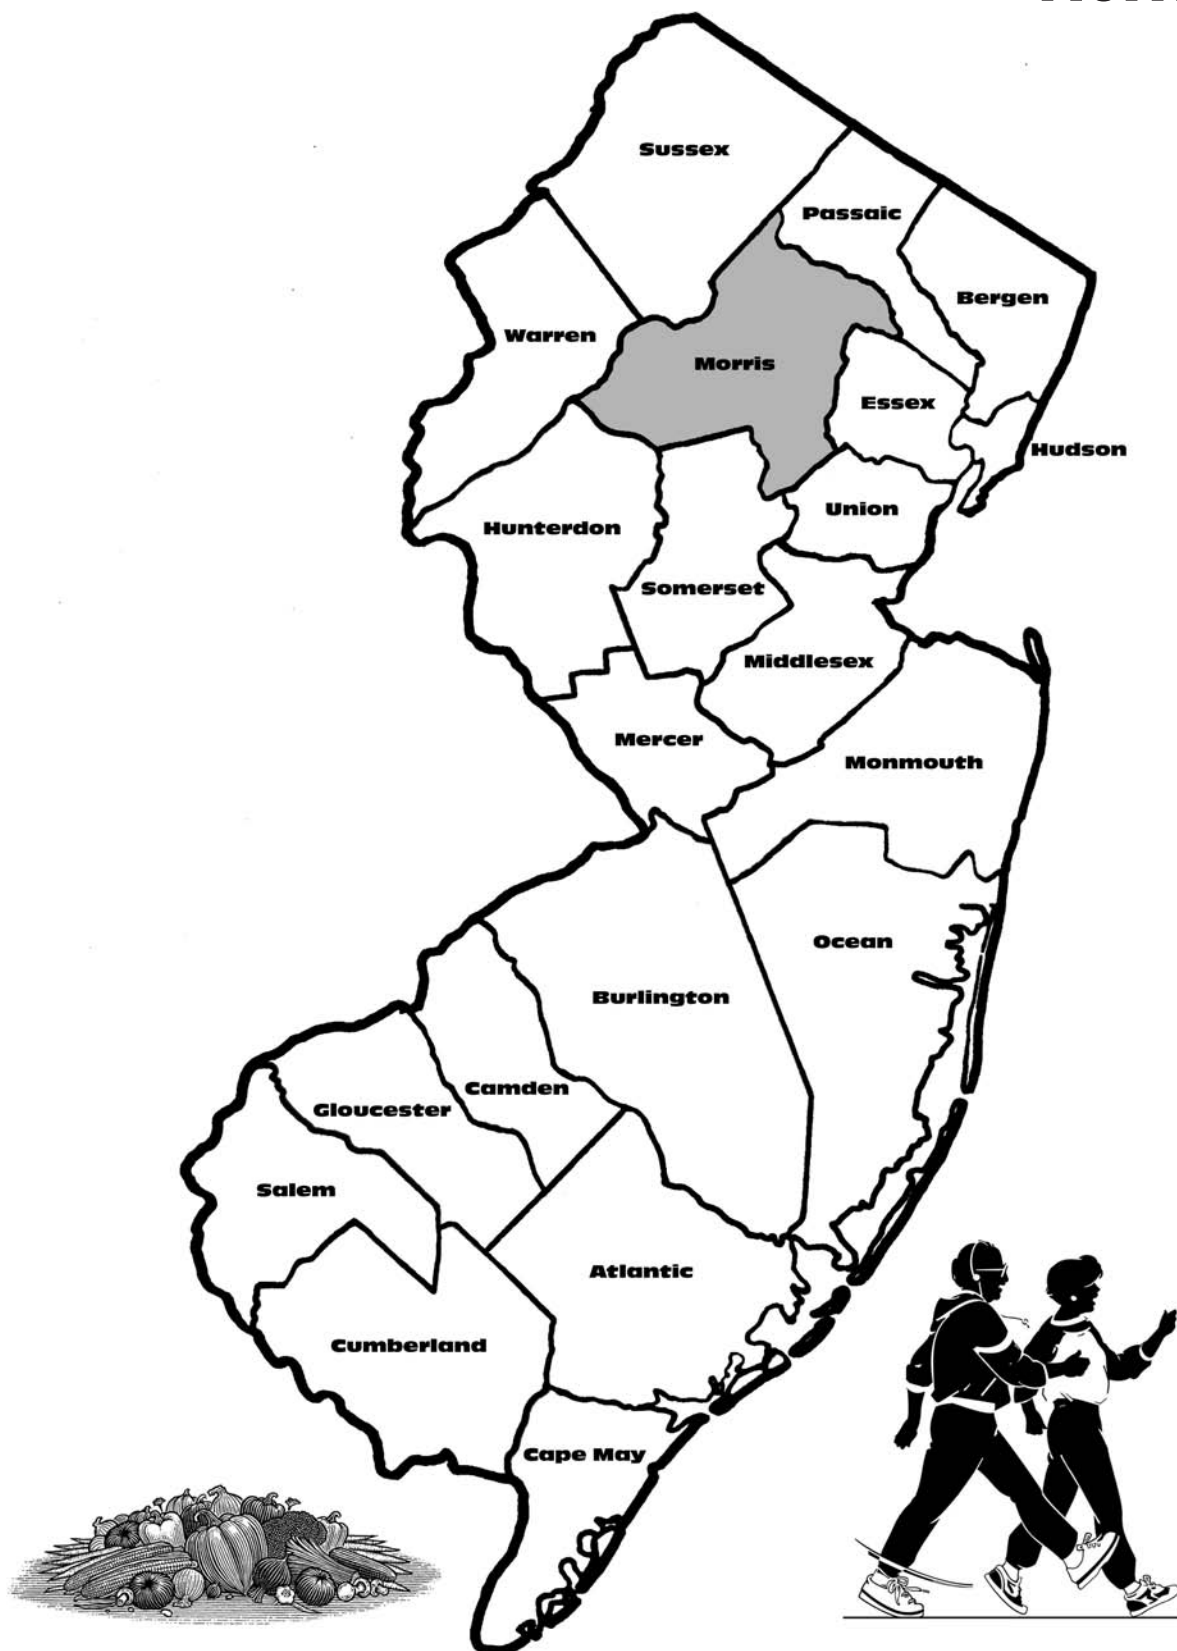 Sussex
Passaic
Bergen
Warren
Morris
Essex
Hudson
Union
Hunterdon
Somerset
Middlesex
Mercer
Monmouth
Ocean
Burlington
Camden
Gloucester
Salem
Atlantic
Cumberland
Cape May